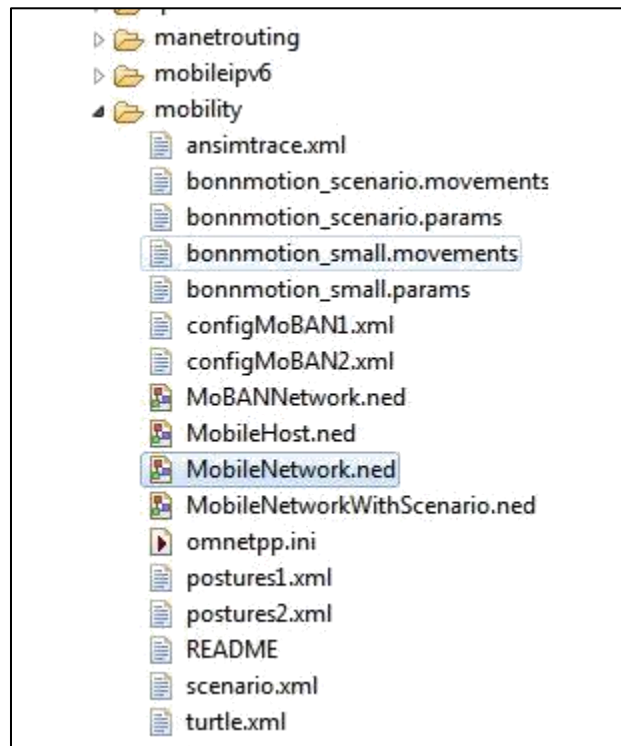 manetrouting
mobileipv6
mobility
ansimtrace.xml
bonnmotion_scenario.movements
bonnmotion_scenario.params
bonnmotion_small.movements
bonnmotion_small.params
configMoBAN1.xml
configMoBAN2.xml
MoBANNetwork.ned
MobileHost.ned
MobileNetwork.ned
MobileNetworkWithScenario.ned
omnetpp.ini
postures1.xml
postures2.xml
README
scenario.xml
turtle.xml